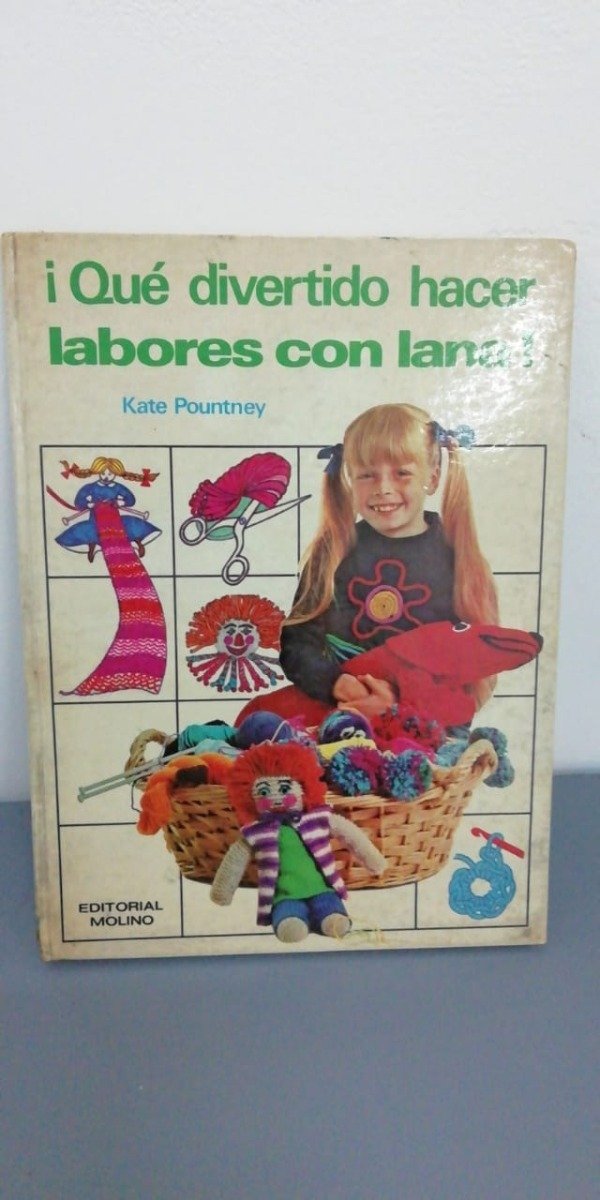 ¡Qué divertido hacer
labores con lana!
Kate Pountney
EDITORIAL
MOLINO